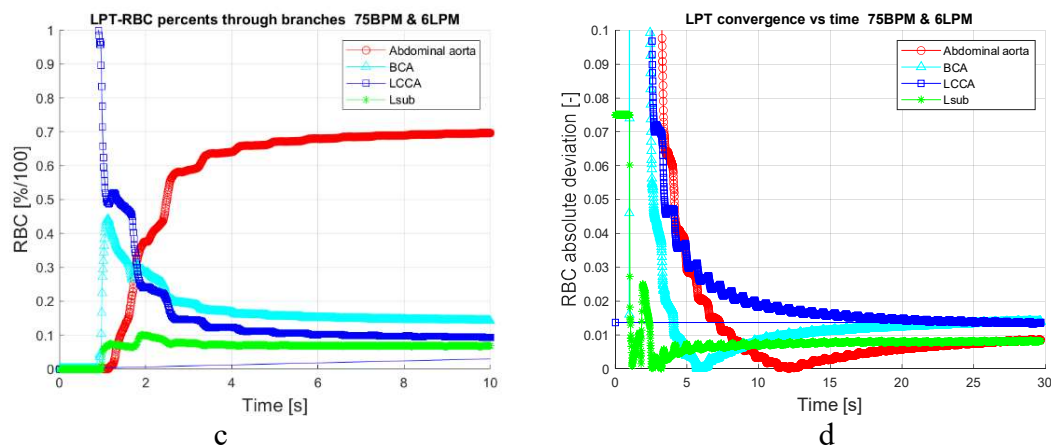 LPT-RBC percents through branches 75BPM & 6LPM
RBC [%/100]
1
0.9
0.8
0.7
0.6
0.5
0.4
0.3
0.2
0.1
0
Abdominal aorta
BCA
LCCA
Lsub
0 2 4 6 8 10
Time [s]
c
LPT convergence vs time 75BPM & 6LPM
RBC absolute deviation [-]
0.1
0.09
0.08
0.07
0.06
0.05
0.04
0.03
0.02
0.01
0
Abdominal aorta
BCA
LCCA
Lsub
0 5 10 15 20 25 30
Time [s]
d